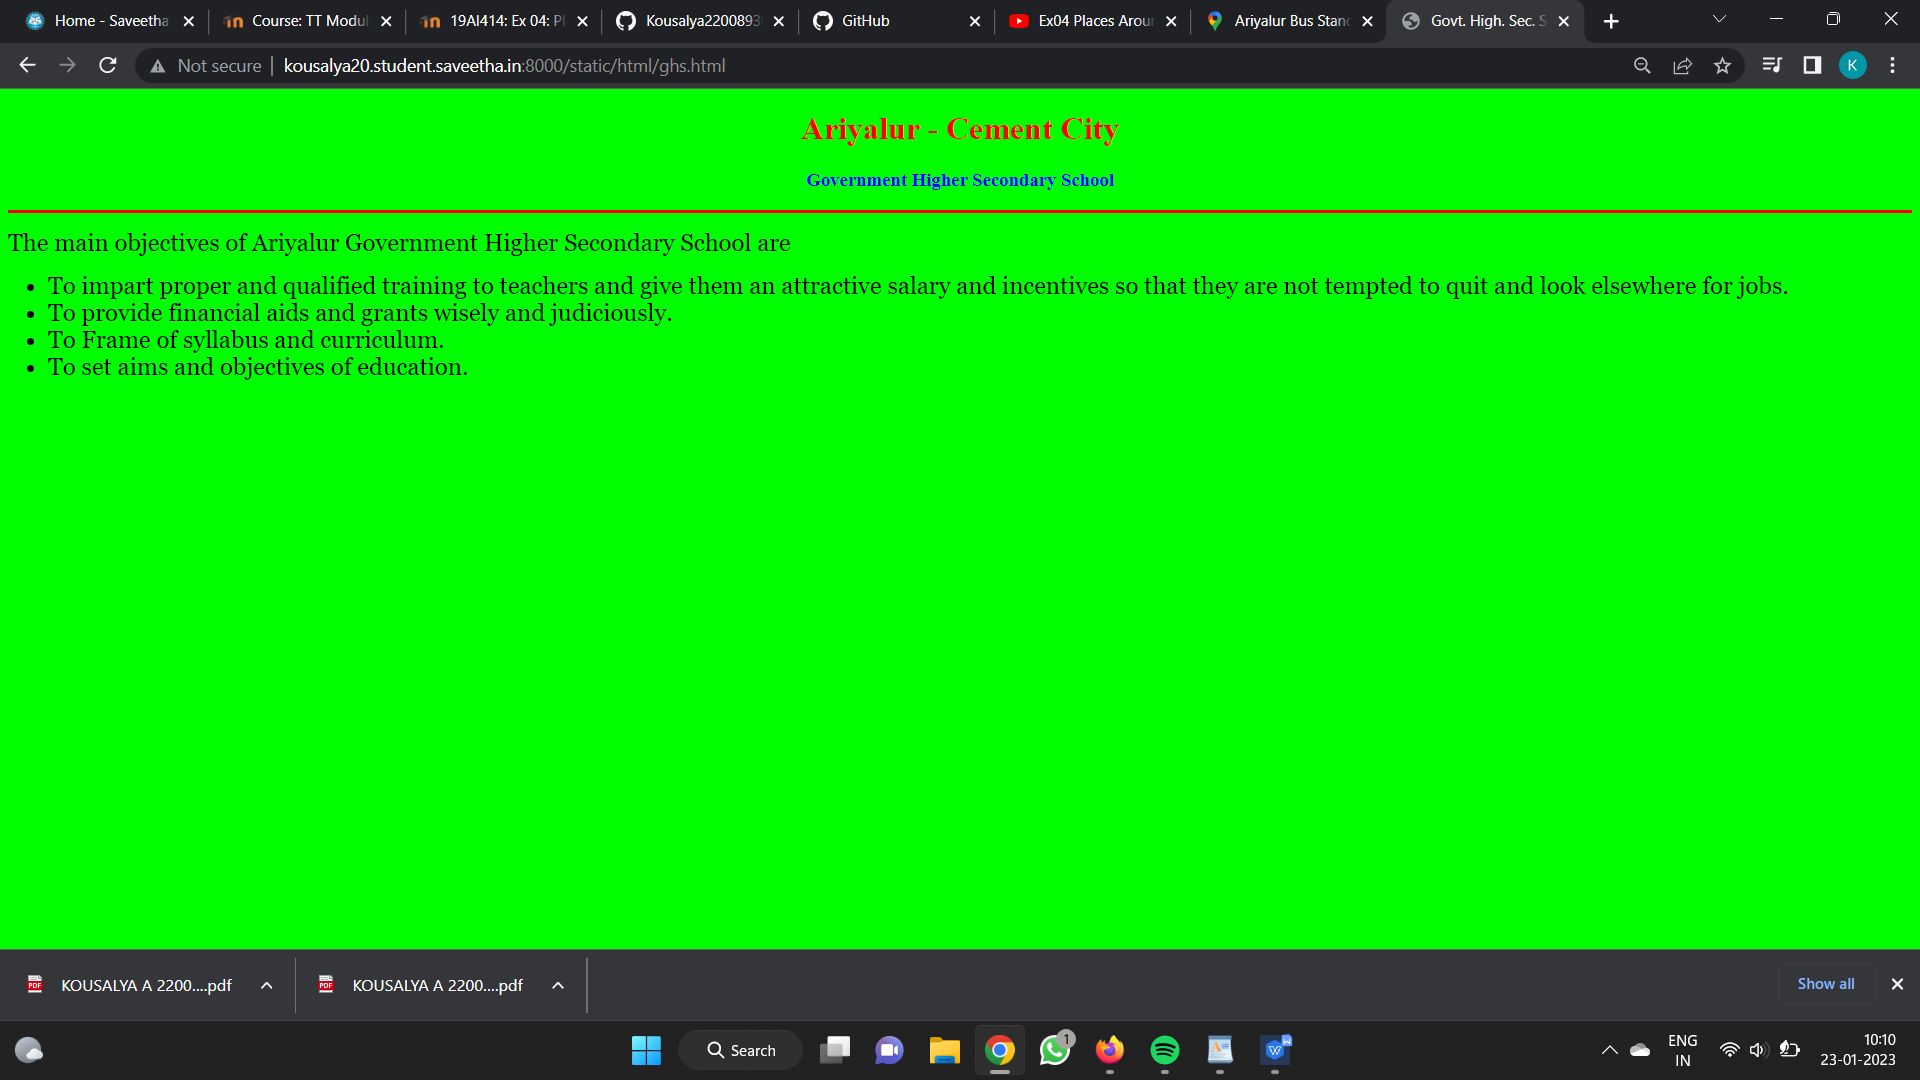 Home - Saveetha
Course: TT Modul
19AI414: Ex 04: Pl
Kousalya2200893
GitHub
Ex04 Places Arour
Ariyalur Bus Stand
Govt. High. Sec. S
Not secure
kousalya20.student.saveetha.in:8000/static/html/ghs.html
K
Ariyalur - Cement City
Government Higher Secondary School
The main objectives of Ariyalur Government Higher Secondary School are
• To impart proper and qualified training to teachers and give them an attractive salary and incentives so that they are not tempted to quit and look elsewhere for jobs.
• To provide financial aids and grants wisely and judiciously.
• To Frame of syllabus and curriculum.
• To set aims and objectives of education.
KOUSALYA A 2200....pdf
KOUSALYA A 2200....pdf
Show all
Search
1
ENG
IN
10:10
23-01-2023